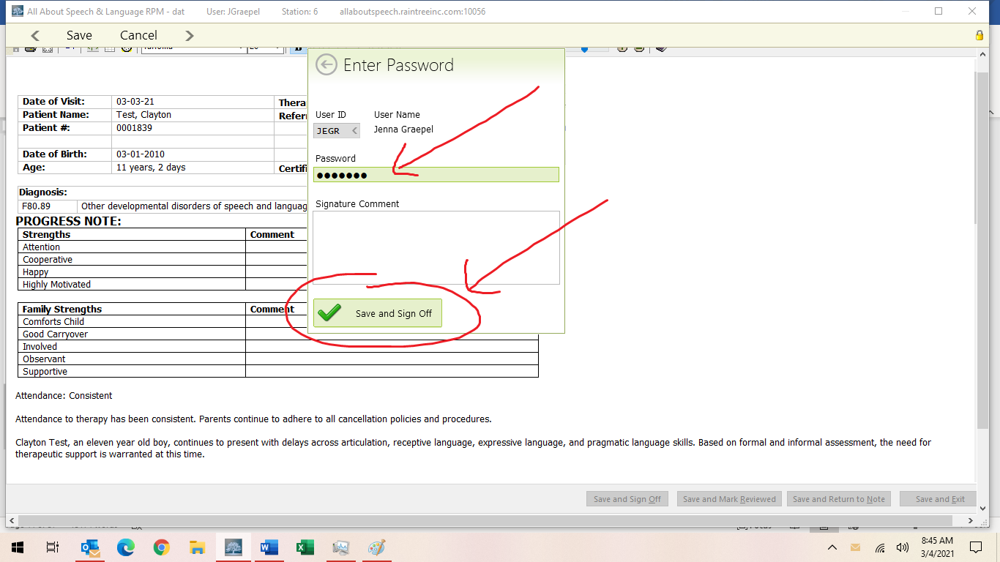 All About Speech & Language RPM - dat User: JGraepel Station: 6 allaboutspeech.raintreeinc.com:10056
Save Cancel
Enter Password
User ID User Name
JEGR Jenna Graepel
Password
●●●●●●●
Signature Comment
Save and Sign Off
Date of Visit: 03-03-21
Patient Name: Test, Clayton
Patient #: 0001839
Date of Birth: 03-01-2010
Age: 11 years, 2 days
Diagnosis:
F80.89 Other developmental disorders of speech and languag
PROGRESS NOTE:
Strengths Comment
Attention
Cooperative
Happy
Highly Motivated
Family Strengths Comment
Comforts Child
Good Carryover
Involved
Observant
Supportive
Attendance: Consistent
Attendance to therapy has been consistent. Parents continue to adhere to all cancellation policies and procedures.
Clayton Test, an eleven year old boy, continues to present with delays across articulation, receptive language, expressive language, and pragmatic language skills. Based on formal and informal assessment, the need for
therapeutic support is warranted at this time.
Save and Sign Off Save and Mark Reviewed Save and Return to Note Save and Exit
8:45 AM
3/4/2021